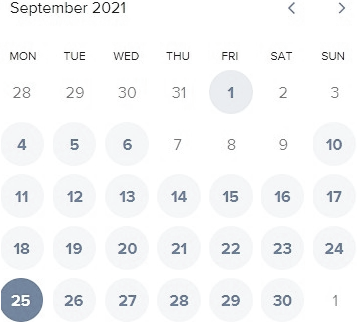 September 2021
MON TUE WED THU FRI SAT SUN
28 29 30 31 1 2 3
4 5 6 7 8 9 10
11 12 13 14 15 16 17
18 19 20 21 22 23 24
25 26 27 28 29 30 1